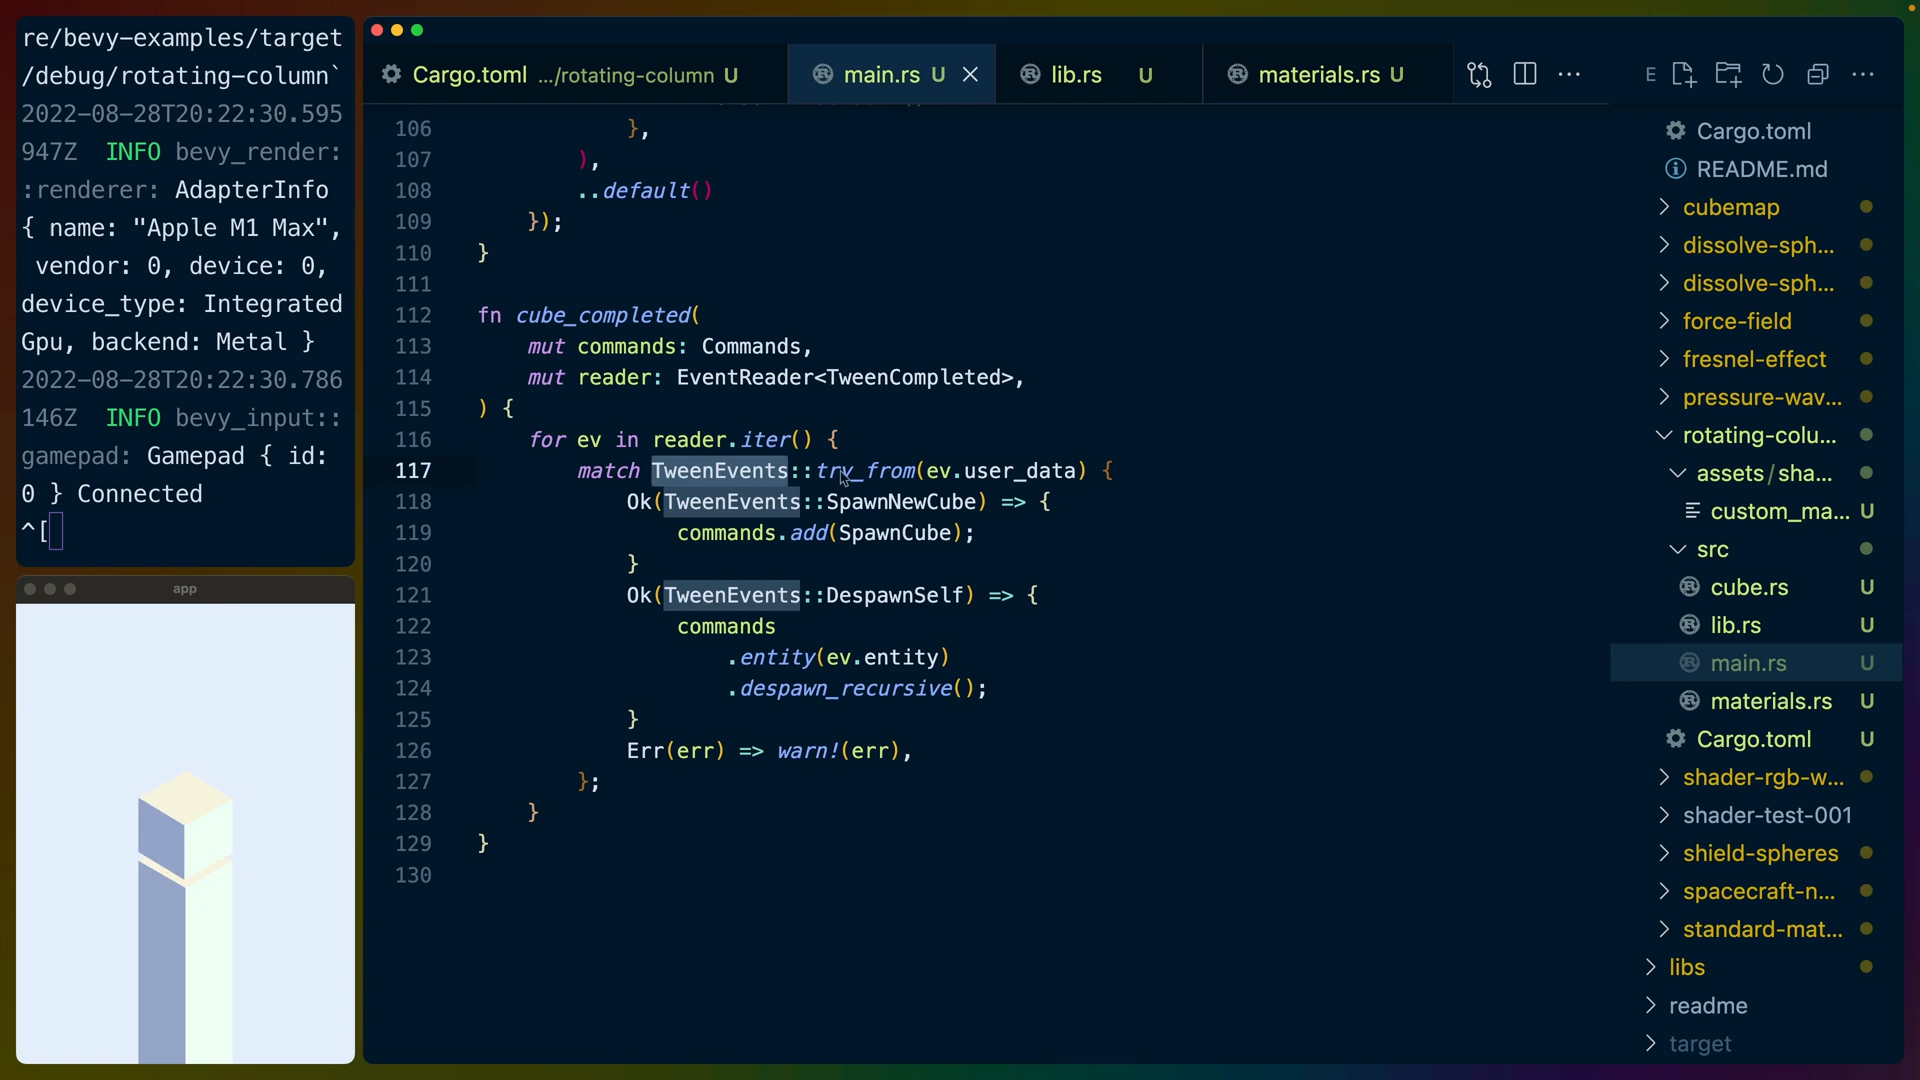 re/bevy-examples/target
/debug/rotating-column`
2022-08-28T20:22:30.595
947Z INFO bevy_render:
:renderer: AdapterInfo
{ name: "Apple M1 Max",
vendor: 0, device: 0,
device_type: Integrated
Gpu, backend: Metal }
2022-08-28T20:22:30.786
146Z INFO bevy_input::
gamepad: Gamepad { id:
0 } Connected
^[
app
Cargo.toml .../rotating-column U
main.rs U
lib.rs U
materials.rs U
106 },
107 ),
108 ..default()
109 });
110 }
111
112 fn cube_completed(
113 mut commands: Commands,
114 mut reader: EventReader<TweenCompleted>,
115 ) {
116 for ev in reader.iter() {
117 match TweenEvents::try_from(ev.user_data) {
118 Ok(TweenEvents::SpawnNewCube) => {
119 commands.add(SpawnCube);
120 }
121 Ok(TweenEvents::DespawnSelf) => {
122 commands
123 .entity(ev.entity)
124 .despawn_recursive();
125 }
126 Err(err) => warn!(err),
127 };
128 }
129 }
130
E
Cargo.toml
README.md
cubemap
dissolve-sph...
dissolve-sph...
force-field
fresnel-effect
pressure-wav...
rotating-colu...
assets/sha...
custom_ma... U
src
cube.rs U
lib.rs U
main.rs U
materials.rs U
Cargo.toml U
shader-rgb-w...
shader-test-001
shield-spheres
spacecraft-n...
standard-mat...
libs
readme
target